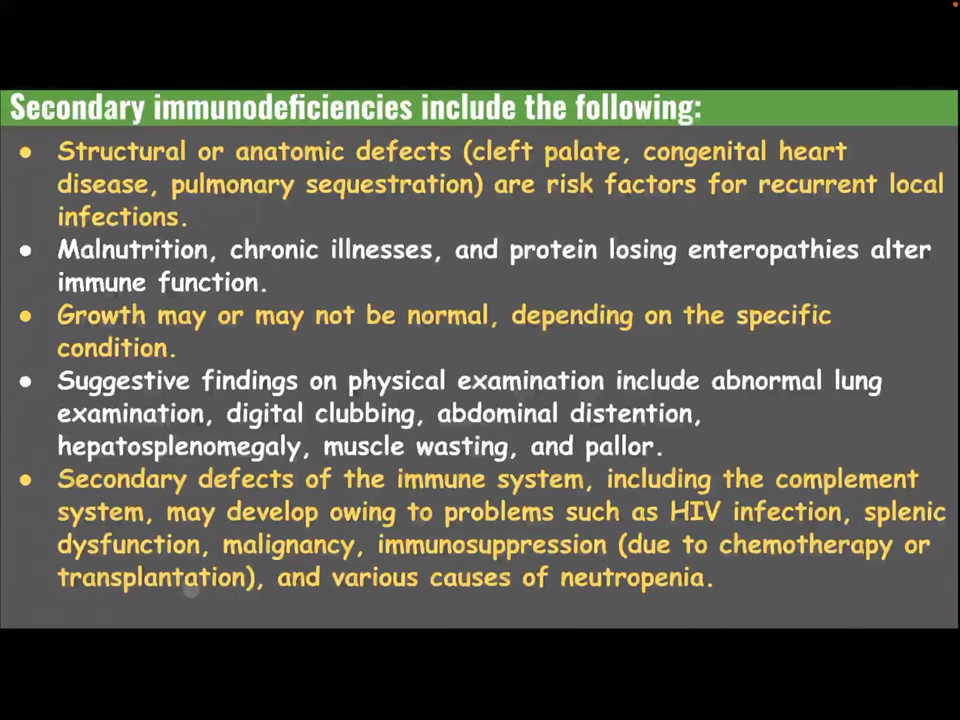 Secondary immunodeficiencies include the following:
● Structural or anatomic defects (cleft palate, congenital heart
disease, pulmonary sequestration) are risk factors for recurrent local
infections.
● Malnutrition, chronic illnesses, and protein losing enteropathies alter
immune function.
● Growth may or may not be normal, depending on the specific
condition.
● Suggestive findings on physical examination include abnormal lung
examination, digital clubbing, abdominal distention,
hepatosplenomegaly, muscle wasting, and pallor.
● Secondary defects of the immune system, including the complement
system, may develop owing to problems such as HIV infection, splenic
dysfunction, malignancy, immunosuppression (due to chemotherapy or
transplantation), and various causes of neutropenia.